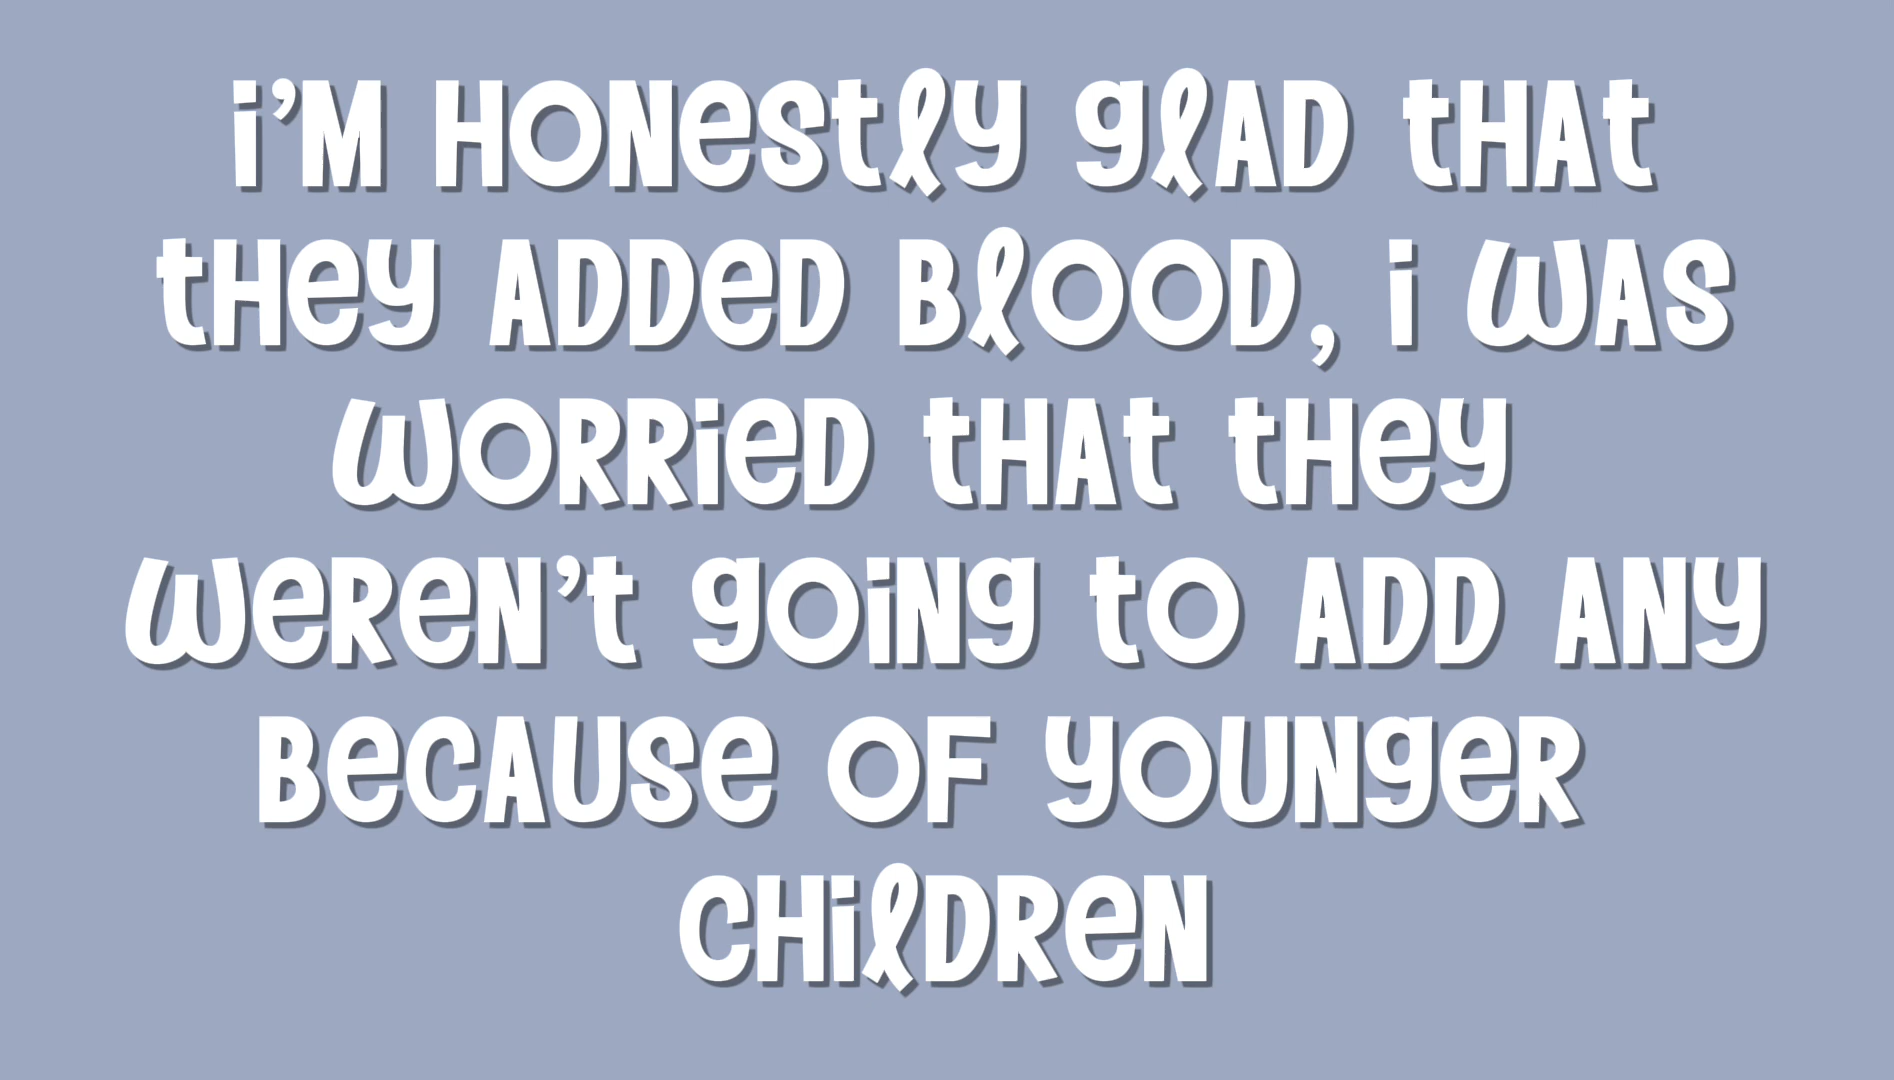 i'm honestly glad that
they added blood, i was
worried that they
weren't going to add any
because of younger
children